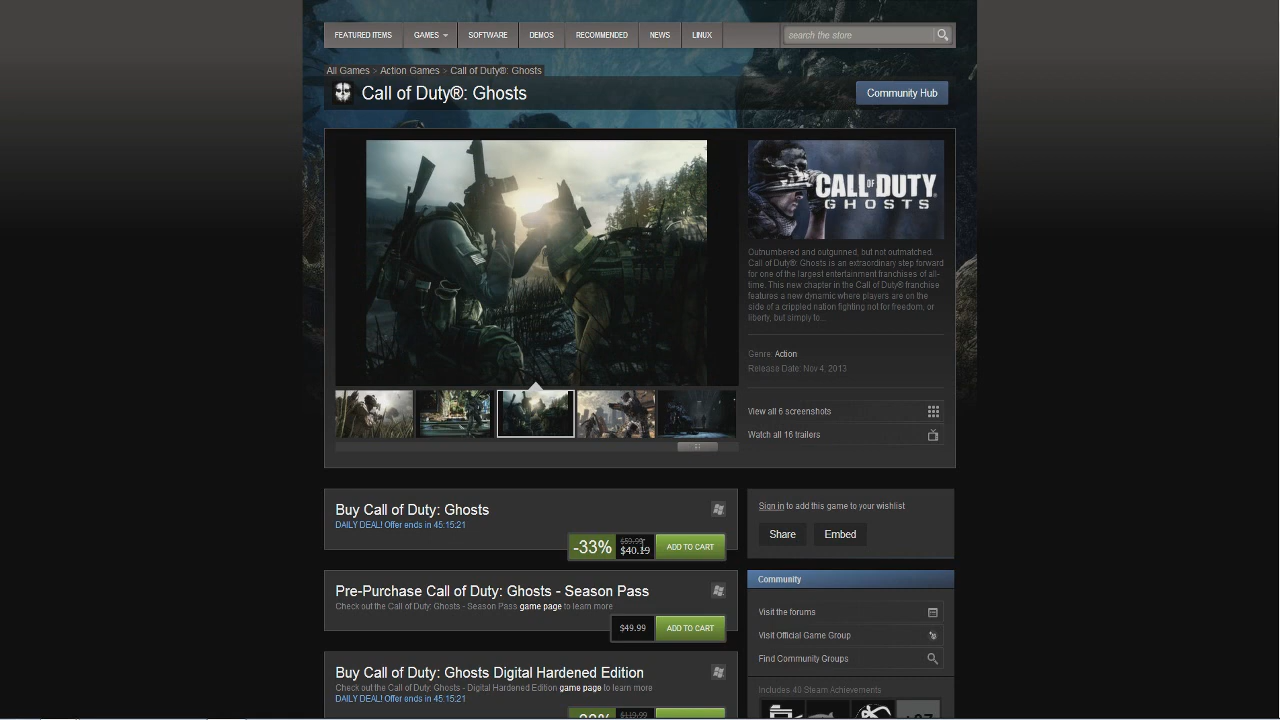 FEATURED ITEMS GAMES SOFTWARE DEMOS RECOMMENDED NEWS LINUX search the store
All Games > Action Games > Call of Duty®: Ghosts
Call of Duty®: Ghosts
Community Hub
CALL OF DUTY
GHOSTS
Outnumbered and outgunned, but not outmatched.
Call of Duty®: Ghosts is an extraordinary step forward
for one of the largest entertainment franchises of all-
time. This new chapter in the Call of Duty® franchise
features a new dynamic where players are on the
side of a crippled nation fighting not for freedom, or
liberty, but simply to...
Genre: Action
Release Date: Nov 4, 2013
View all 6 screenshots
Watch all 16 trailers
Buy Call of Duty: Ghosts
DAILY DEAL! Offer ends in 45:15:21
-33%
$59.99
$40.19
ADD TO CART
Pre-Purchase Call of Duty: Ghosts - Season Pass
Check out the Call of Duty: Ghosts - Season Pass game page to learn more
$49.99
ADD TO CART
Buy Call of Duty: Ghosts Digital Hardened Edition
Check out the Call of Duty: Ghosts - Digital Hardened Edition game page to learn more
DAILY DEAL! Offer ends in 45:15:21
Sign in to add this game to your wishlist
Share
Embed
Community
Visit the forums
Visit Official Game Group
Find Community Groups
Includes 40 Steam Achievements